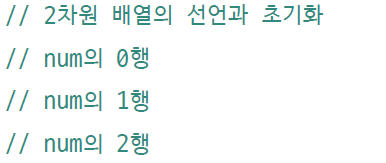 // 2차원 배열의 선언과 초기화
// num의 0행
// num의 1행
// num의 2행